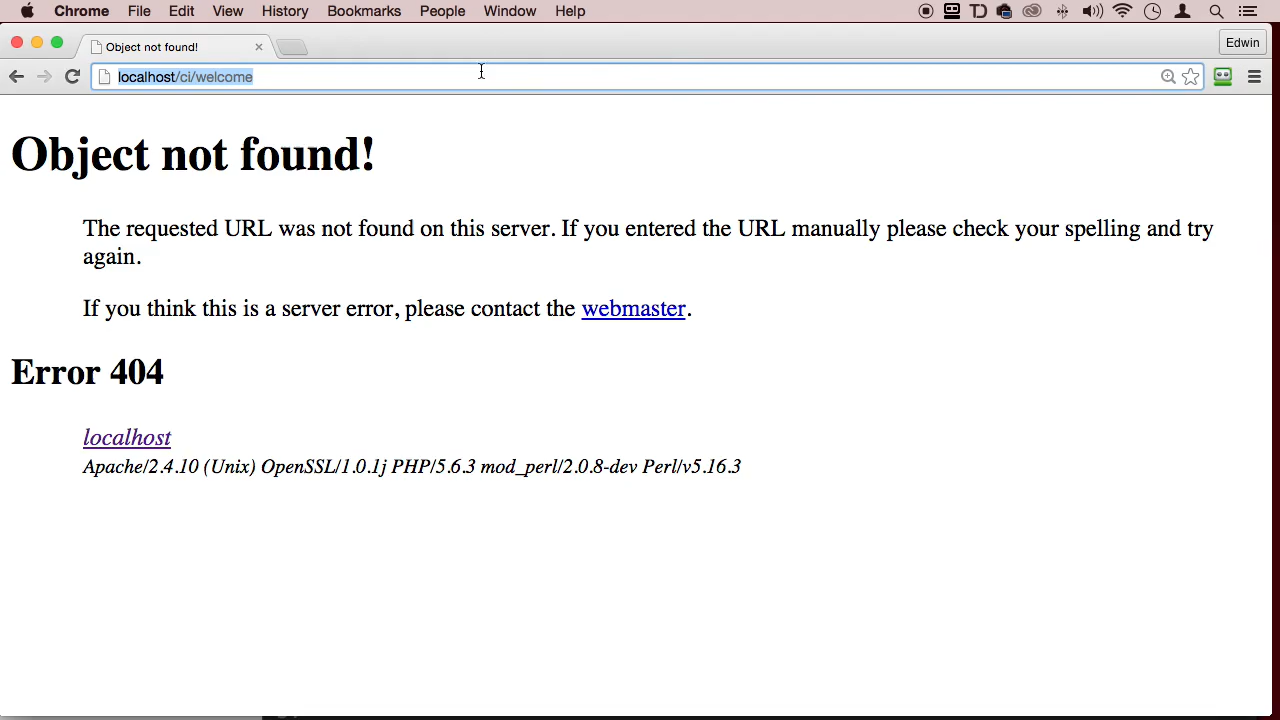 Chrome File Edit View History Bookmarks People Window Help
Object not found!
Edwin
localhost/ci/welcome
Object not found!
The requested URL was not found on this server. If you entered the URL manually please check your spelling and try
again.
If you think this is a server error, please contact the webmaster.
Error 404
localhost
Apache/2.4.10 (Unix) OpenSSL/1.0.1j PHP/5.6.3 mod_perl/2.0.8-dev Perl/v5.16.3